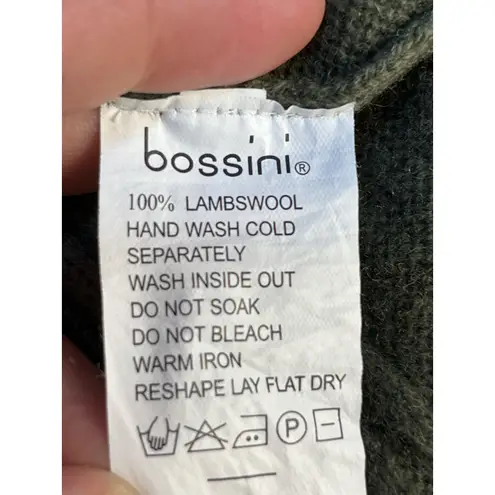 bossini®
100% LAMBSWOOL
HAND WASH COLD
SEPARATELY
WASH INSIDE OUT
DO NOT SOAK
DO NOT BLEACH
WARM IRON
RESHAPE LAY FLAT DRY
P